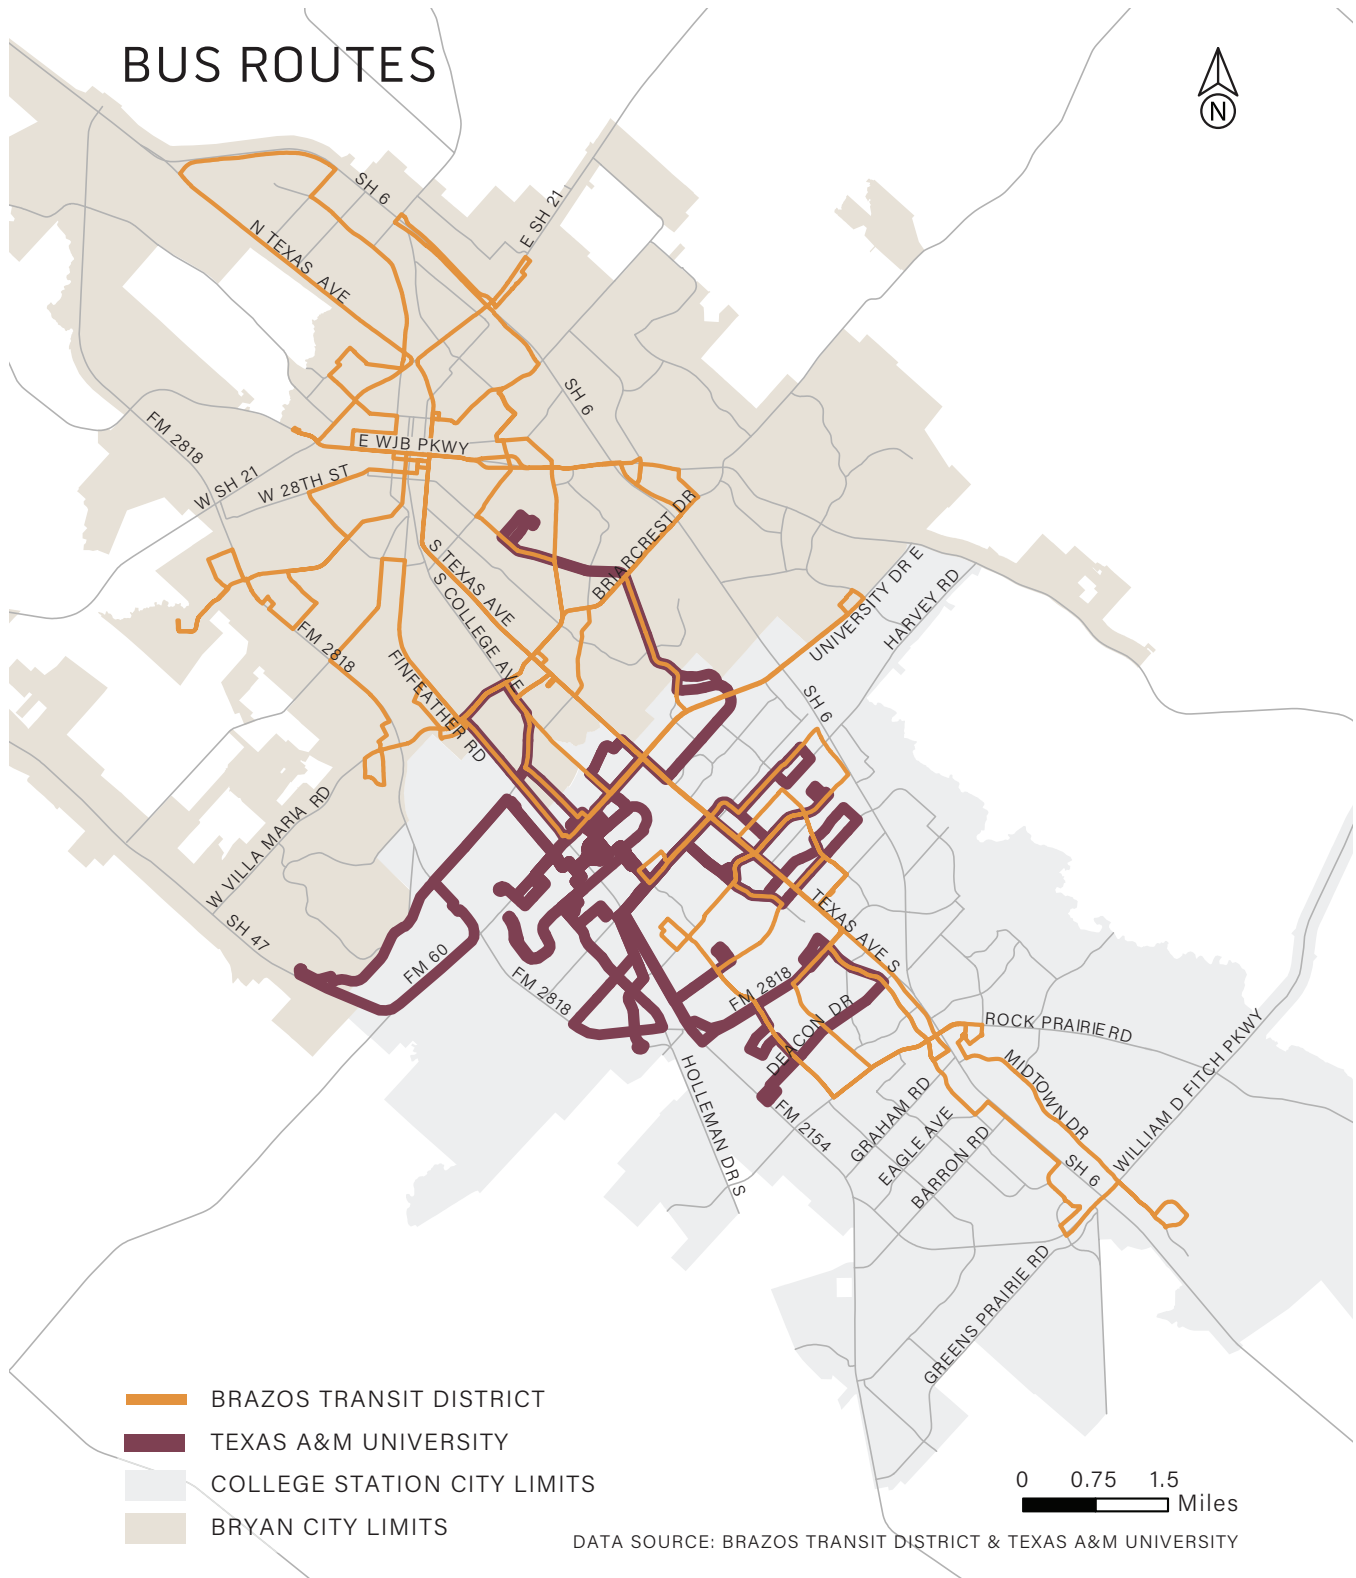 BUS ROUTES
N
SH 6
E SH 21
N TEXAS AVE
SH 6
FM 2818
E WJB PKWY
W SH 21
W 28TH ST
BRIARCREST DR
S TEXAS AVE
S COLLEGE AVE
UNIVERSITY DR E
HARVEY RD
FM 2818
FINFEATHER RD
SH 6
W VILLA MARIA RD
SH 47
FM 60
FM 2818
TEXAS AVE S
FM 2818
DEACON DR
ROCK PRAIRIE RD
MIDTOWN DR
WILLIAM D FITCH PKWY
HOLLEMAN DR S
FM 2154
GRAHAM RD
EAGLE AVE
BARRON RD
SH 6
GREENS PRAIRIE RD
BRAZOS TRANSIT DISTRICT
TEXAS A&M UNIVERSITY
COLLEGE STATION CITY LIMITS
BRYAN CITY LIMITS
0 0.75 1.5
Miles
DATA SOURCE: BRAZOS TRANSIT DISTRICT & TEXAS A&M UNIVERSITY